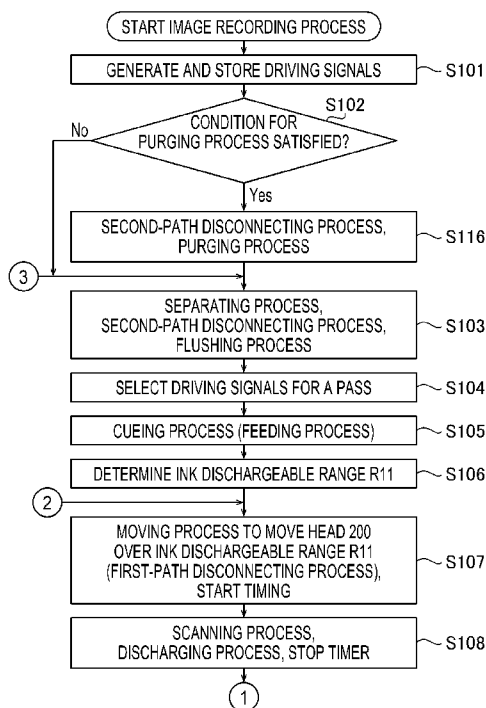 START IMAGE RECORDING PROCESS
GENERATE AND STORE DRIVING SIGNALS
S101
S102
No
CONDITION FOR
PURGING PROCESS SATISFIED?
Yes
SECOND-PATH DISCONNECTING PROCESS,
PURGING PROCESS
S116
3
SEPARATING PROCESS,
SECOND-PATH DISCONNECTING PROCESS,
FLUSHING PROCESS
S103
SELECT DRIVING SIGNALS FOR A PASS
S104
CUEING PROCESS (FEEDING PROCESS)
S105
DETERMINE INK DISCHARGEABLE RANGE R11
S106
2
MOVING PROCESS TO MOVE HEAD 200
OVER INK DISCHARGEABLE RANGE R11
(FIRST-PATH DISCONNECTING PROCESS),
START TIMING
S107
SCANNING PROCESS,
DISCHARGING PROCESS, STOP TIMER
S108
1